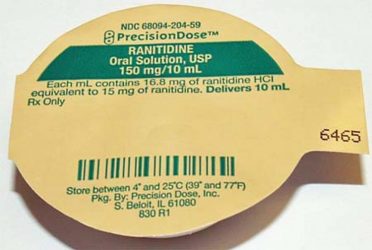 NDC 68094-204-59
PrecisionDose™
RANITIDINE
Oral Solution, USP
150 mg/10 mL
Each mL contains 16.8 mg of ranitidine HCl
equivalent to 15 mg of ranitidine. Delivers 10 mL
Rx Only
6465
Store between 4° and 25°C (39° and 77°F)
Pkg. By: Precision Dose, Inc.
S. Beloit, IL 61080
830 R1